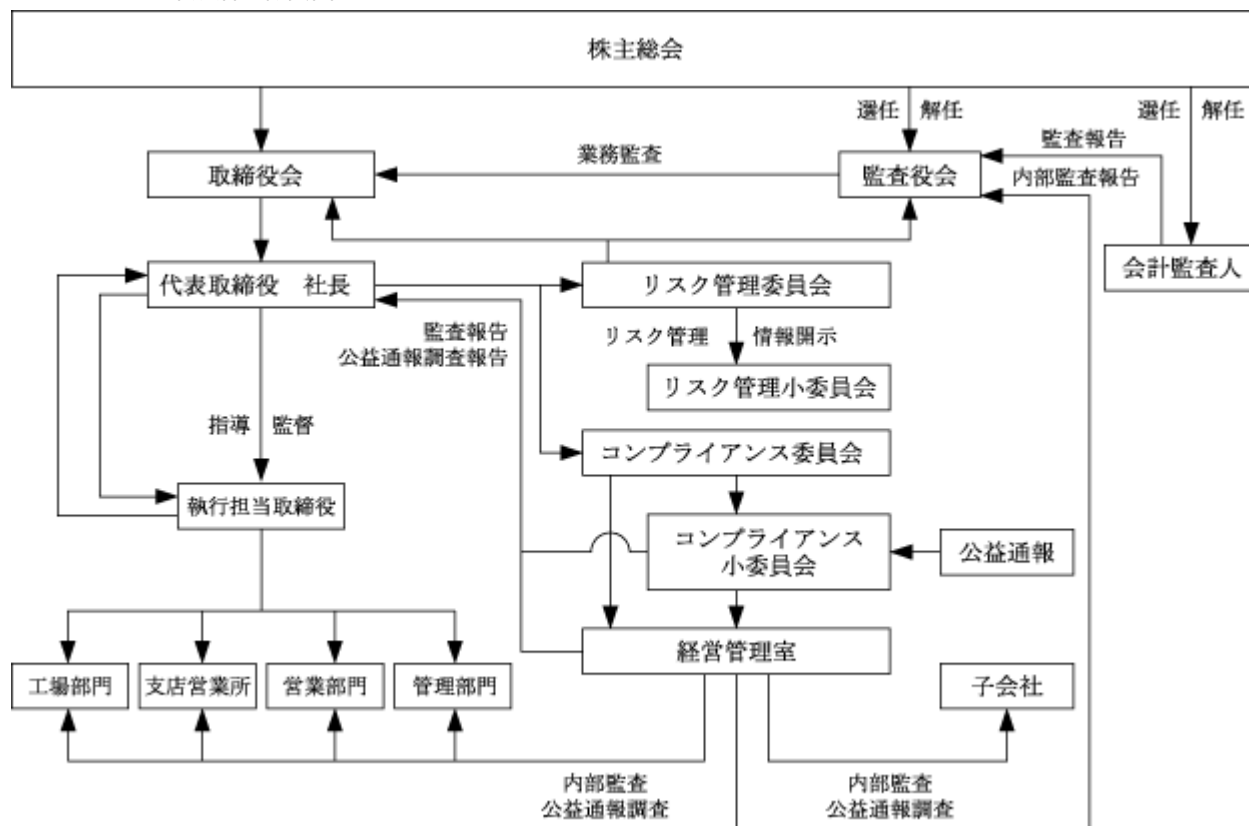 株主総会
選任 解任
選任 解任
監査報告
業務監査
取締役会
監査役会
内部監査報告
代表取締役 社長
リスク管理委員会
会計監査人
監査報告
公益通報調査報告
リスク管理 情報開示
リスク管理小委員会
指導 監督
コンプライアンス委員会
執行担当取締役
コンプライアンス
小委員会
公益通報
経営管理室
工場部門
支店営業所
営業部門
管理部門
子会社
内部監査
公益通報調査
内部監査
公益通報調査